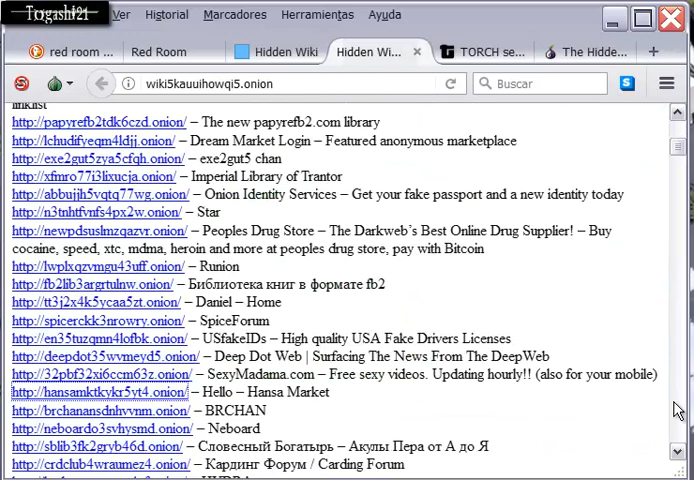 Togashi21
Ver Historial Marcadores Herramientas Ayuda
red room ... Red Room Hidden Wiki Hidden Wi... TORCH se... The Hidde...
wiki5kauuihowqi5.onion Buscar
linklist
http://papyrefb2tdk6czd.onion/ – The new papyrefb2.com library
http://lchudifyeqm4ldjj.onion/ – Dream Market Login – Featured anonymous marketplace
http://exe2gut5zya5cfqh.onion/ – exe2gut5 chan
http://xfmro77i3lixucja.onion/ – Imperial Library of Trantor
http://abbujjh5vqtq77wg.onion/ – Onion Identity Services – Get your fake passport and a new identity today
http://n3tnhtfvnfs4px2w.onion/ – Star
http://newpdsuslmzqazvr.onion/ – Peoples Drug Store – The Darkweb’s Best Online Drug Supplier! – Buy
cocaine, speed, xtc, mdma, heroin and more at peoples drug store, pay with Bitcoin
http://lwplxqzvmgu43uff.onion/ – Runion
http://fb2lib3argrtulnw.onion/ – Библиотека книг в формате fb2
http://tt3j2x4k5ycaa5zt.onion/ – Daniel – Home
http://spicerckk3nrowry.onion/ – SpiceForum
http://en35tuzqmn4lofbk.onion/ – USfakeIDs – High quality USA Fake Drivers Licenses
http://deepdot35wvmeyd5.onion/ – Deep Dot Web | Surfacing The News From The DeepWeb
http://32pbf32xi6ccm63z.onion/ – SexyMadama.com – Free sexy videos. Updating hourly!! (also for your mobile)
http://hansamktkykr5yt4.onion/ – Hello – Hansa Market
http://brchanansdnhvvnm.onion/ – BRCHAN
http://neboardo3svhysmd.onion/ – Neboard
http://sblib3fk2gryb46d.onion/ – Словесный Богатырь – Акулы Пера от А до Я
http://crdclub4wraumez4.onion/ – Кардинг Форум / Carding Forum